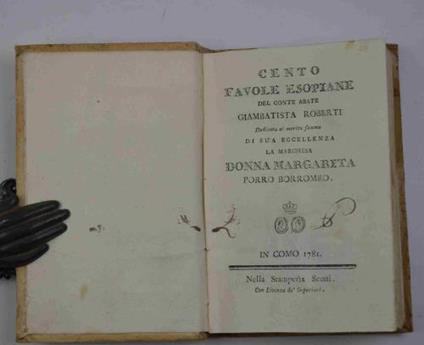 CENTO
FAVOLE ESOPIANE
DEL CONTE ABATE
GIAMBATISTA ROBERTI
Dedicate al merito sommo
DI SUA ECCELLENZA
LA MARCHESA
DONNA MARGARETA
PORRO BORROMEO.
IN COMO 1781.
Nella Stamperia Scotti.
Con Licenza de' Superiori.